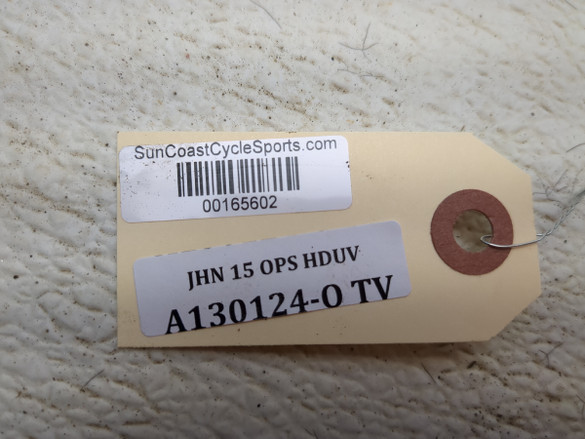 SunCoastCycleSports.com
00165602
JHN 15 OPS HDUV
A130124-O TV